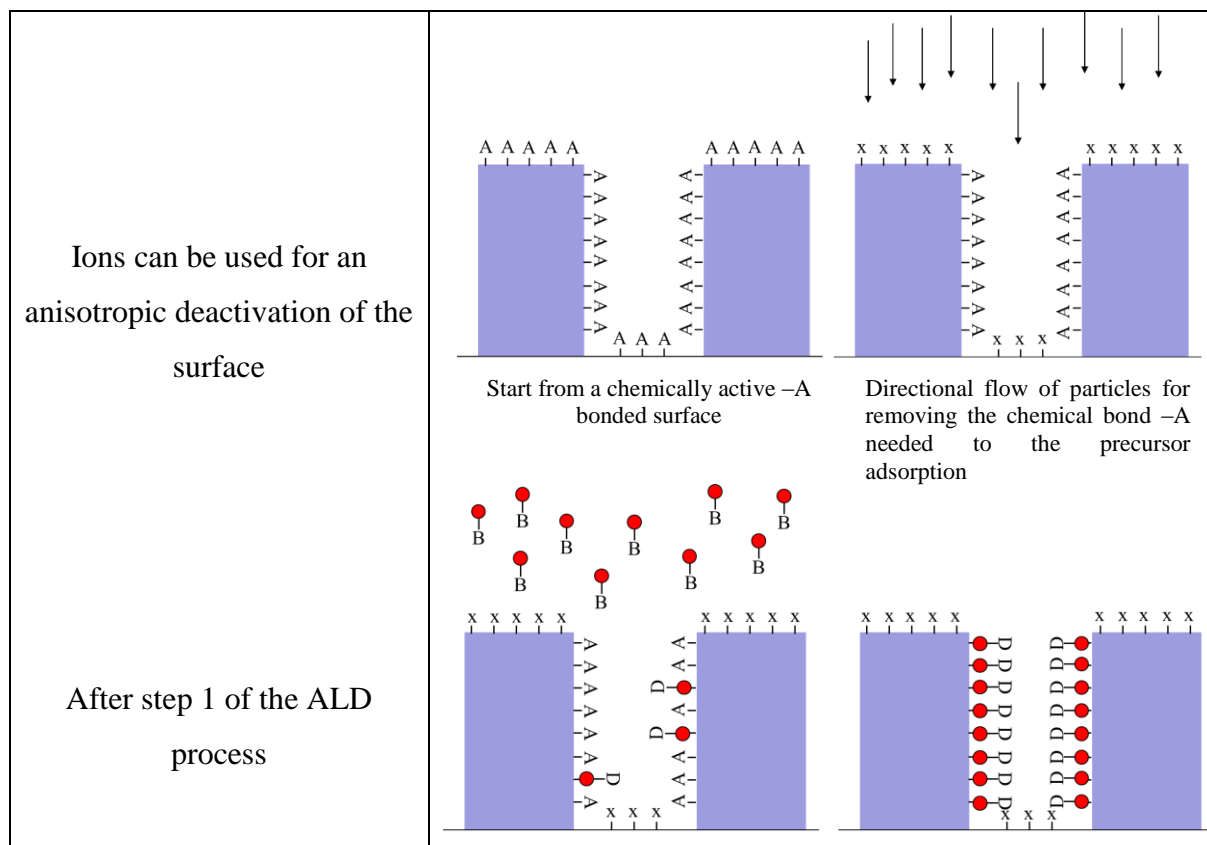 Ions can be used for an
anisotropic deactivation of the
surface
A A A A A
A A A A A
A A A A A A A A
A A A A A A A A
A A A
Start from a chemically active –A
bonded surface
x x x x x
x x x x x
A A A A A A A A
A A A A A A A A
x x x
Directional flow of particles for
removing the chemical bond –A
needed to the precursor
adsorption
After step 1 of the ALD
process
B B B B B B B B B B
x x x x x
x x x x x
A A A A A A D A
A A D A D A A A
x x x
x x x x x
x x x x x
D D D D D D D D
D D D D D D D D
x x x